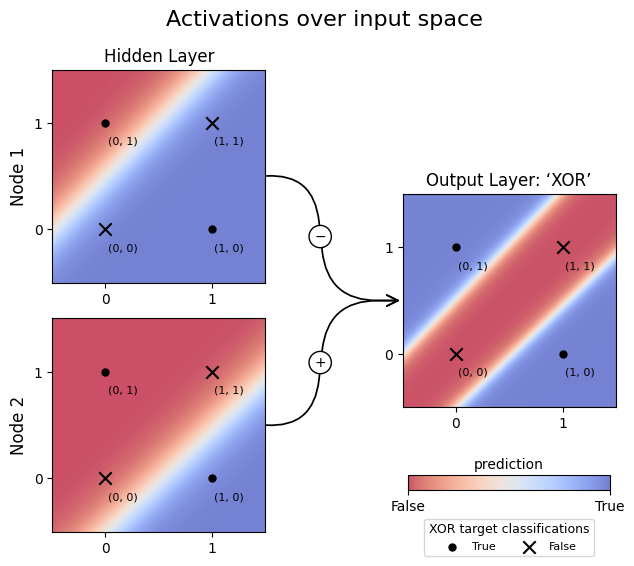 Activations over input space
Hidden Layer
Node 1
1
0
(0, 1)
(1, 1)
(0, 0)
(1, 0)
0
1
Node 2
1
0
(0, 1)
(1, 1)
(0, 0)
(1, 0)
0
1
−
+
Output Layer: ‘XOR’
1
0
(0, 1)
(1, 1)
(0, 0)
(1, 0)
0
1
prediction
False
True
XOR target classifications
True
False